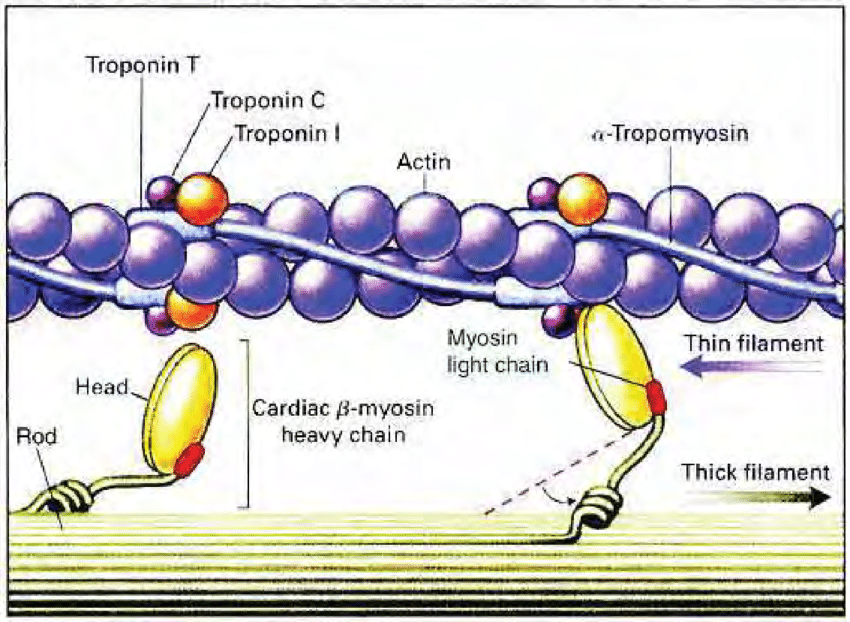 Troponin T
Troponin C
Troponin I
Actin
α-Tropomyosin
Myosin
light chain
Thin filament
Head
Cardiac β-myosin
heavy chain
Rod
Thick filament